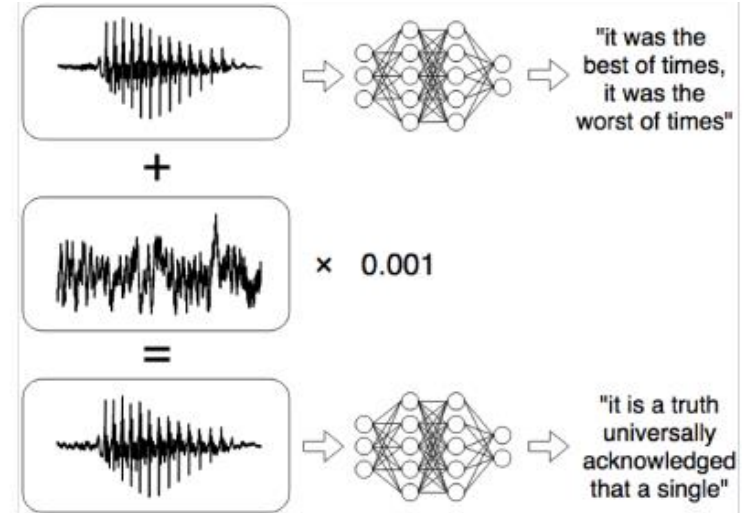 "it was the
best of times,
it was the
worst of times"
+
× 0.001
=
"it is a truth
universally
acknowledged
that a single"